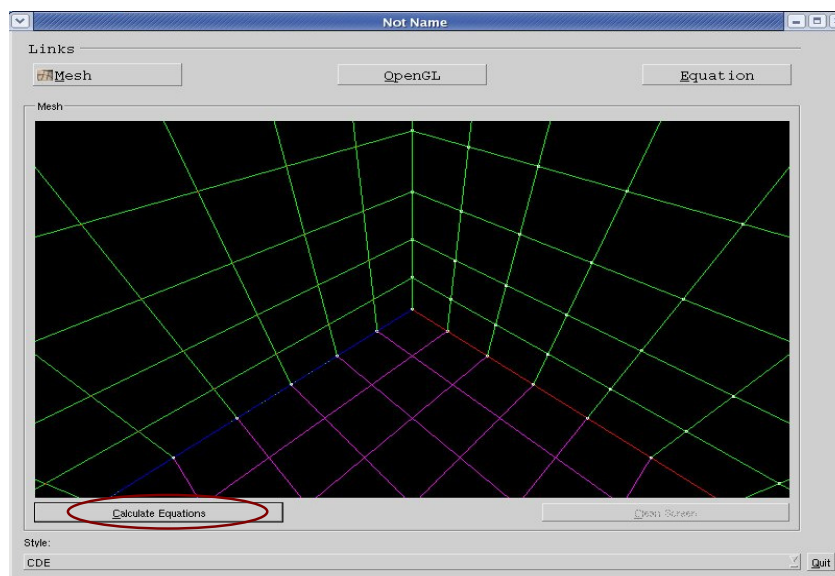 Not Name
Links
Mesh OpenGL Equation
Mesh
Calculate Equations Clean Screen
Style:
CDE Quit